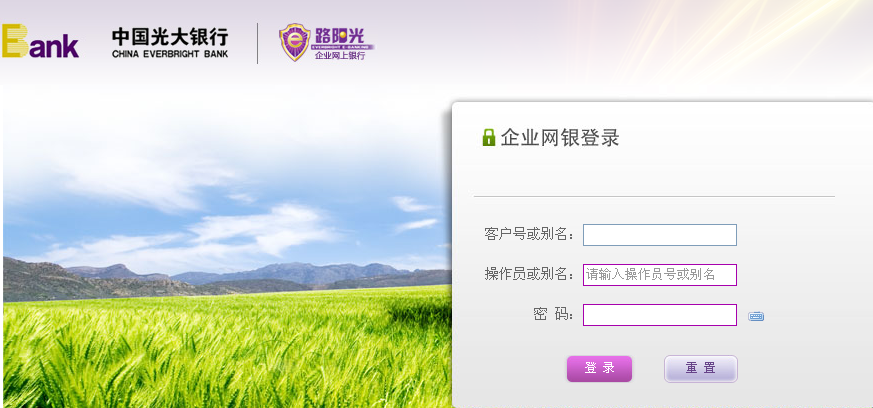 Bank
中国光大银行
CHINA EVERBRIGHT BANK
路阳光
EVERBRIGHT E-BANKING
企业网上银行
企业网银登录
客户号或别名：
操作员或别名： 请输入操作员号或别名
密 码：
登 录 重 置